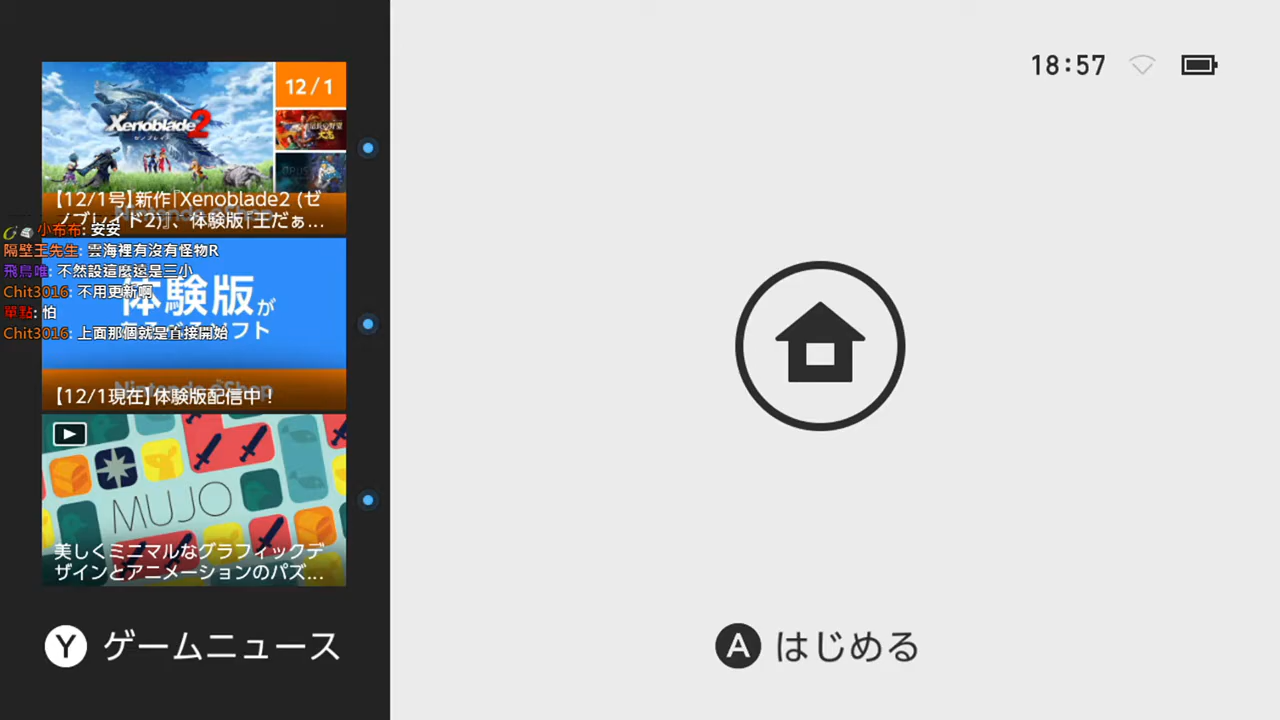 18:57
12/1
Xenoblade2
【12/1号】新作『Xenoblade2 (ゼ
ノブレイド2)』、体験版『王だぁ...
小布布: 安安
隔壁王先生: 雲海裡有沒有怪物R
飛鳥唯: 不然設這麼遠是三小
Chit3016: 不用更新啊
單點: 怕
Chit3016: 上面那個就是直接開始
体験版が
ソフト
Nintendo eShop
【12/1現在】体験版配信中！
MUJO
美しくミニマルなグラフィックデ
ザインとアニメーションのパズ...
Y ゲームニュース
A はじめる